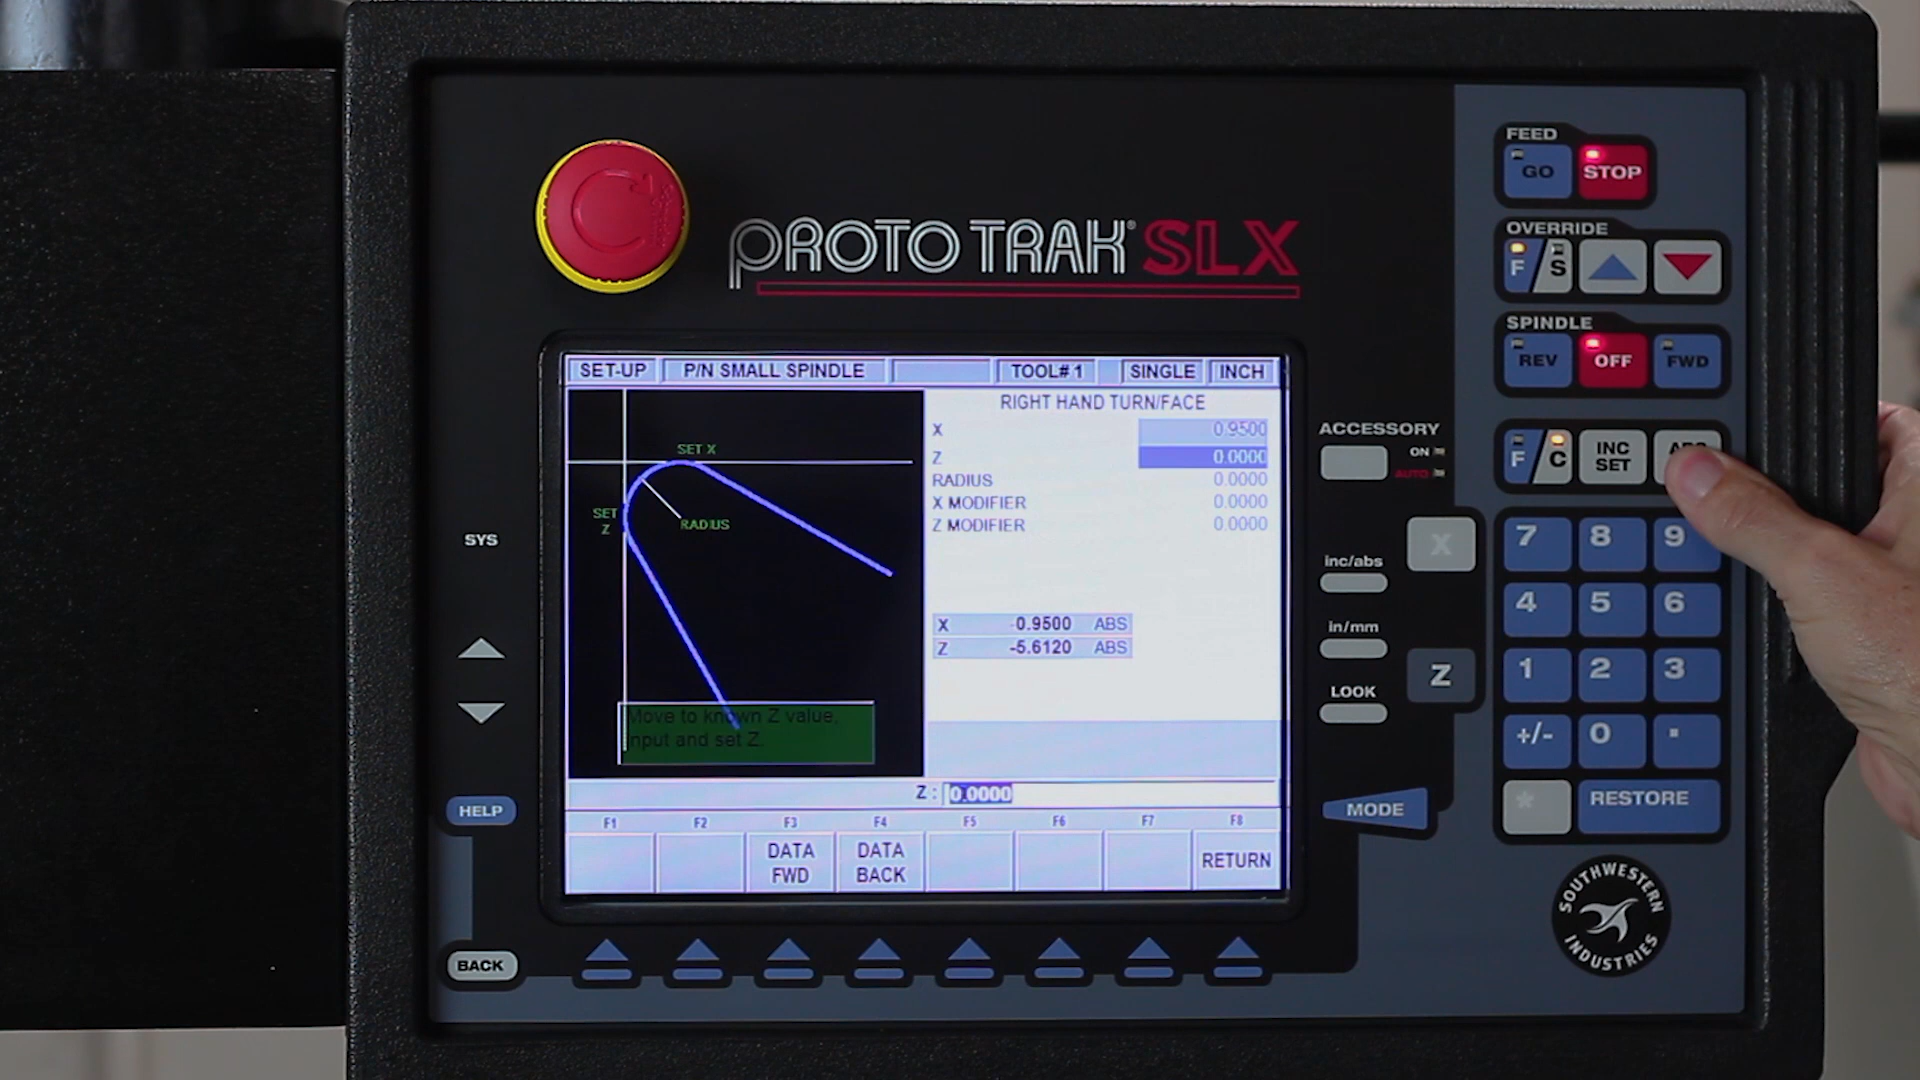 FEED
GO
STOP
OVERRIDE
F
S
SPINDLE
REV
OFF
FWD
PROTO TRAK® SLX
SET-UP
P/N SMALL SPINDLE
TOOL# 1
SINGLE
INCH
RIGHT HAND TURN/FACE
X 0.9500
Z 0.0000
RADIUS 0.0000
X MODIFIER 0.0000
Z MODIFIER 0.0000
SET X
SET
Z
RADIUS
X 0.9500 ABS
Z -5.6120 ABS
Move to known Z value,
input and set Z.
Z : 0.0000
F1
F2
F3
F4
F5
F6
F7
F8
DATA
FWD
DATA
BACK
RETURN
SYS
HELP
BACK
ACCESSORY
ON
AUTO
F
C
INC
SET
X
inc/abs
in/mm
Z
LOOK
MODE
7
8
9
4
5
6
1
2
3
+/-
0
.
*
RESTORE
SOUTHWESTERN
INDUSTRIES